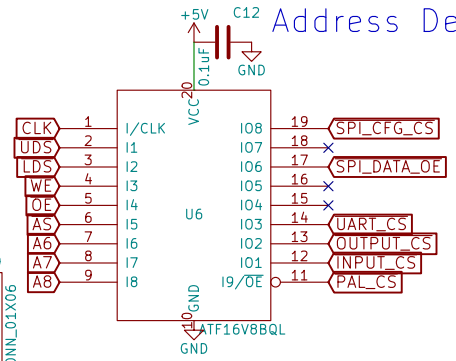 +5V
C12
Address De
0.1uF
GND
VCC 20
CLK 1 I/CLK IO8 19 SPI_CFG_CS
UDS 2 I1 IO7 18
LDS 3 I2 IO6 17 SPI_DATA_OE
WE 4 I3 IO5 16
OE 5 I4 IO4 15
U6
AS 6 I5 IO3 14 UART_CS
A6 7 I6 IO2 13 OUTPUT_CS
A7 8 I7 IO1 12 INPUT_CS
A8 9 I8 I9/OE 11 PAL_CS
GND 10
ATF16V8BQL
GND
ONN_01X06